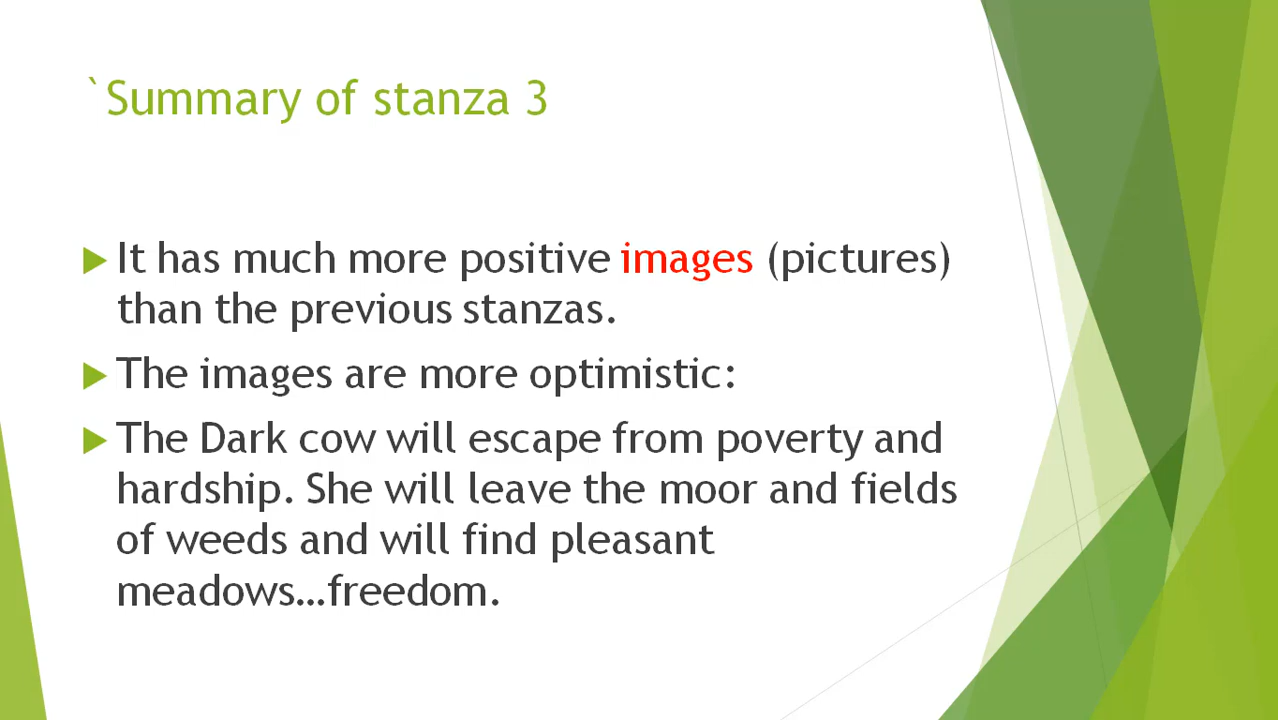 `Summary of stanza 3
It has much more positive images (pictures)
than the previous stanzas.
The images are more optimistic:
The Dark cow will escape from poverty and
hardship. She will leave the moor and fields
of weeds and will find pleasant
meadows…freedom.